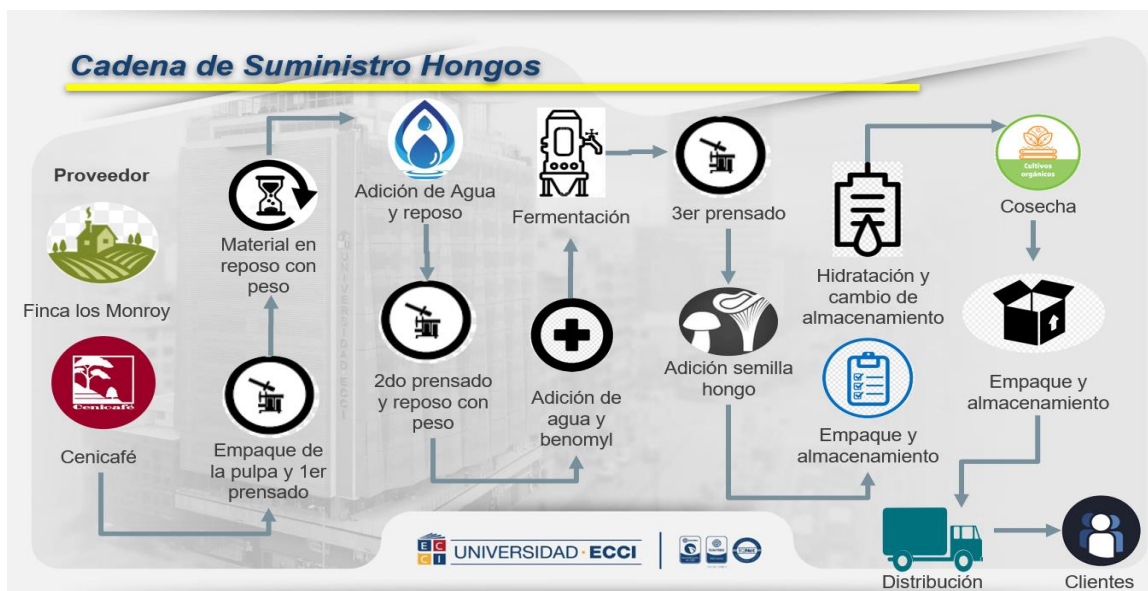 Cadena de Suministro Hongos
Proveedor
Finca los Monroy
Cenicafé
Cenicafé
Empaque de
la pulpa y 1er
prensado
Material en
reposo con
peso
Adición de Agua
y reposo
2do prensado
y reposo con
peso
Adición de
agua y
benomyl
Fermentación
3er prensado
Adición semilla
hongo
Empaque y
almacenamiento
Hidratación y
cambio de
almacenamiento
Cultivos
orgánicos
Cosecha
Empaque y
almacenamiento
Distribución
Clientes
UNIVERSIDAD ECCI
E C
C I
UNIVERSIDAD · ECCI